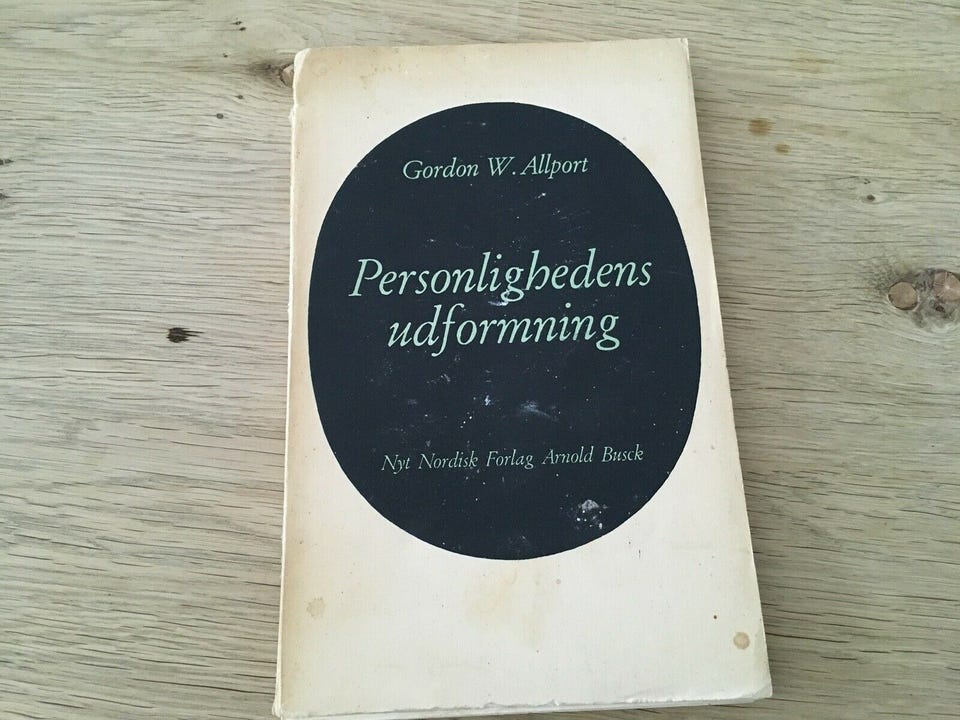 Gordon W. Allport
Personlighedens
udformning
Nyt Nordisk Forlag Arnold Busck